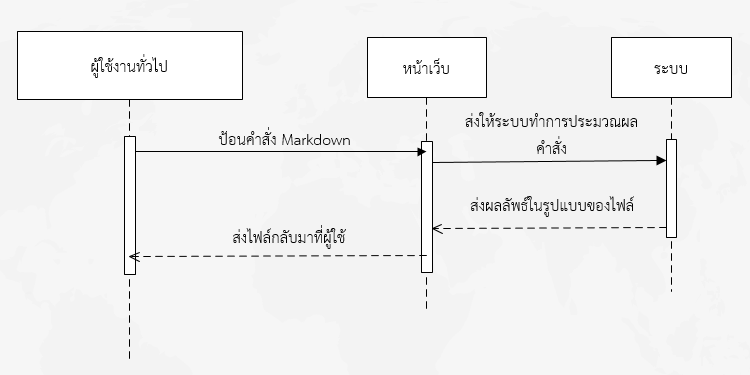 ผู้ใช้งานทั่วไป
หน้าเว็บ
ระบบ
ป้อนคำสั่ง Markdown
ส่งให้ระบบทำการประมวณผล
คำสั่ง
ส่งผลลัพธ์ในรูปแบบของไฟล์
ส่งไฟล์กลับมาที่ผู้ใช้